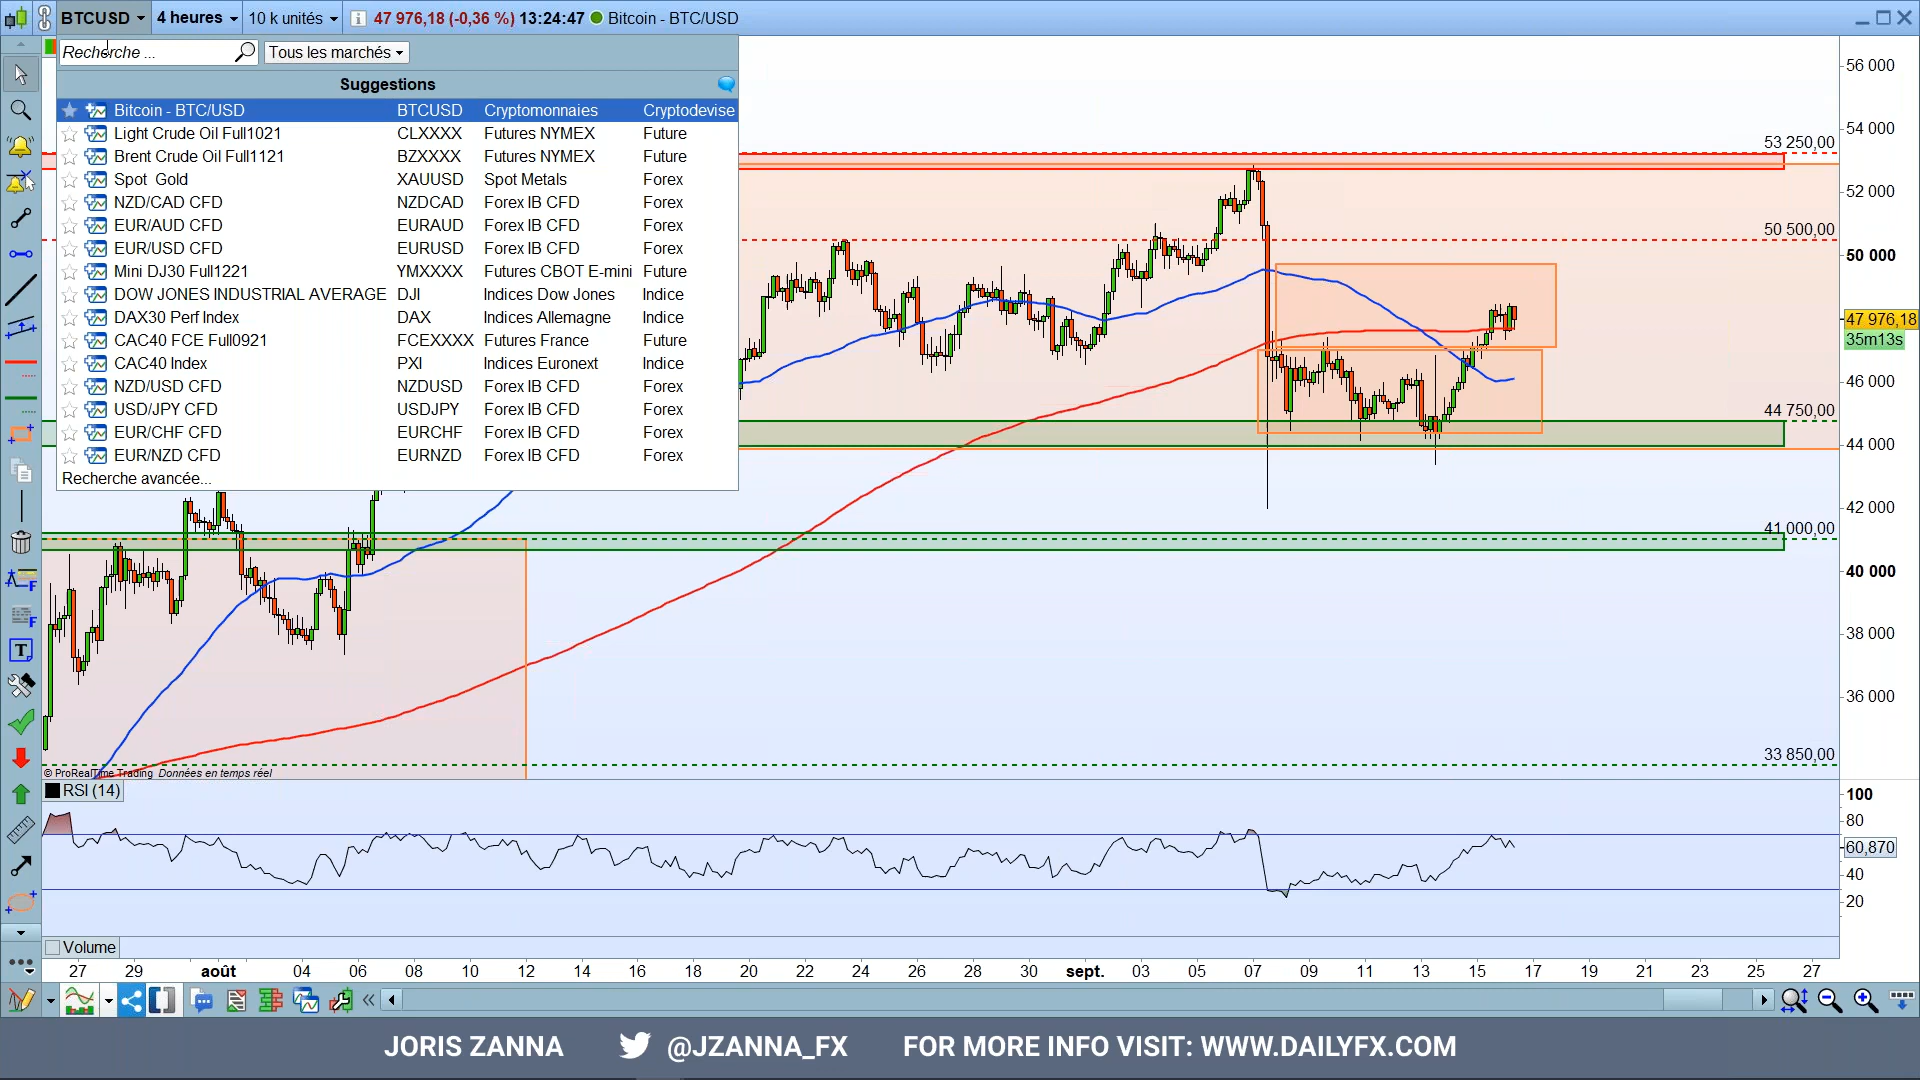 BTCUSD 4 heures 10 k unités 47 976,18 (-0,36 %) 13:24:47 Bitcoin - BTC/USD
Recherche ... Tous les marchés
Suggestions
Bitcoin - BTC/USD BTCUSD Cryptomonnaies Cryptodevise
Light Crude Oil Full1021 CLXXXX Futures NYMEX Future
Brent Crude Oil Full1121 BZXXXX Futures NYMEX Future
Spot Gold XAUUSD Spot Metals Forex
NZD/CAD CFD NZDCAD Forex IB CFD Forex
EUR/AUD CFD EURAUD Forex IB CFD Forex
EUR/USD CFD EURUSD Forex IB CFD Forex
Mini DJ30 Full1221 YMXXXX Futures CBOT E-mini Future
DOW JONES INDUSTRIAL AVERAGE DJI Indices Dow Jones Indice
DAX30 Perf Index DAX Indices Allemagne Indice
CAC40 FCE Full0921 FCEXXXX Futures France Future
CAC40 Index PXI Indices Euronext Indice
NZD/USD CFD NZDUSD Forex IB CFD Forex
USD/JPY CFD USDJPY Forex IB CFD Forex
EUR/CHF CFD EURCHF Forex IB CFD Forex
EUR/NZD CFD EURNZD Forex IB CFD Forex
Recherche avancée...
56 000
54 000
53 250,00
52 000
50 500,00
50 000
47 976,18
35m13s
46 000
44 750,00
44 000
42 000
41 000,00
40 000
38 000
36 000
33 850,00
© ProRealTime Trading Données en temps réel
RSI (14)
100
80
60,870
40
20
Volume
27 29 août 04 06 08 10 12 14 16 18 20 22 24 26 28 30 sept. 03 05 07 09 11 13 15 17 19 21 23 25 27
JORIS ZANNA @JZANNA_FX FOR MORE INFO VISIT: WWW.DAILYFX.COM